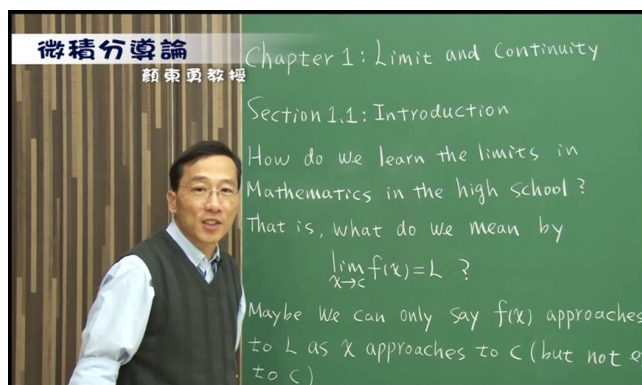 微積分導論
顏東勇教授
Chapter 1: Limit and Continuity
Section 1.1: Introduction
How do we learn the limits in
Mathematics in the high school?
That is, what do we mean by
lim f(x)=L ?
x→c
Maybe we can only say f(x) approaches
to L as x approaches to c (but not
to c)